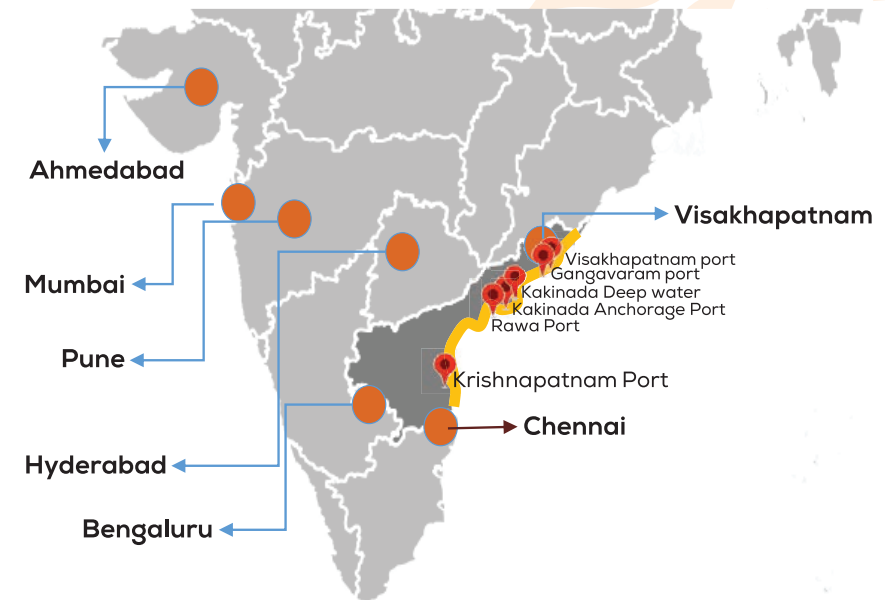 Ahmedabad
Visakhapatnam
Visakhapatnam port
Gangavaram port
Mumbai
Kakinada Deep water
Kakinada Anchorage Port
Rawa Port
Pune
Krishnapatnam Port
Chennai
Hyderabad
Bengaluru